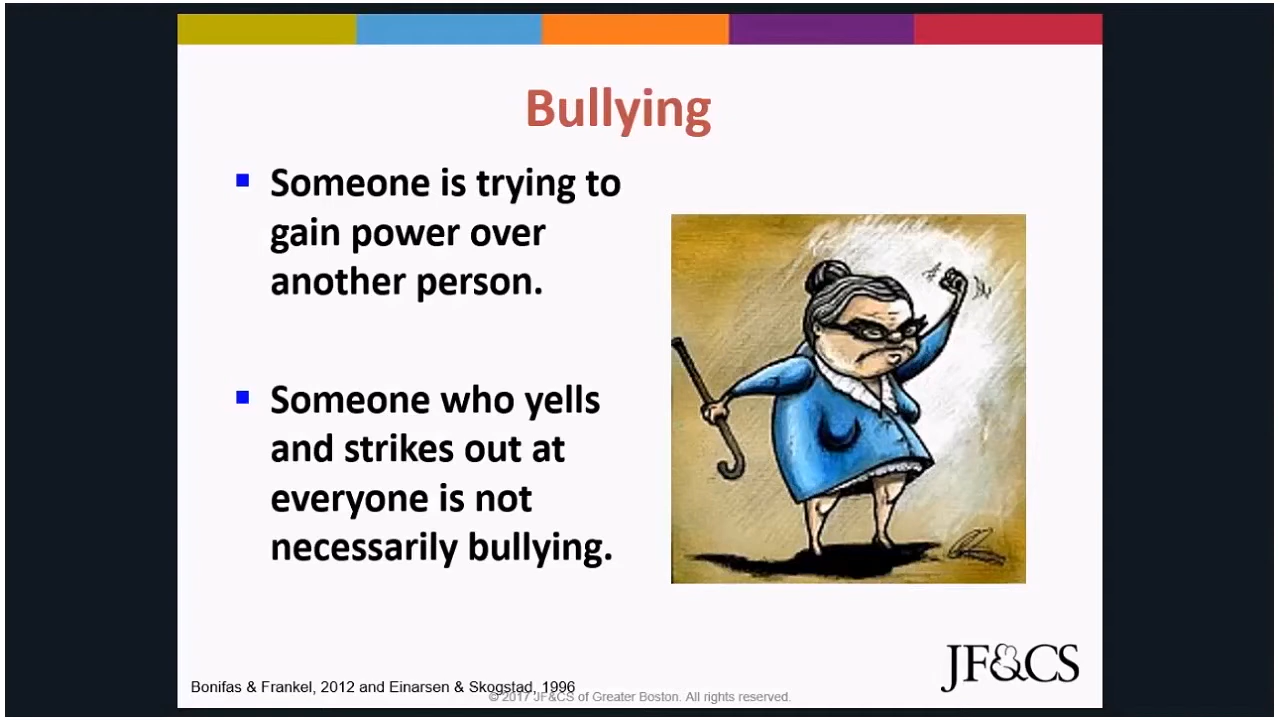 Bullying
Someone is trying to
gain power over
another person.
Someone who yells
and strikes out at
everyone is not
necessarily bullying.
JF&CS
Bonifas & Frankel, 2012 and Einarsen & Skogstad, 1996
© 2017 JF&CS of Greater Boston. All rights reserved.